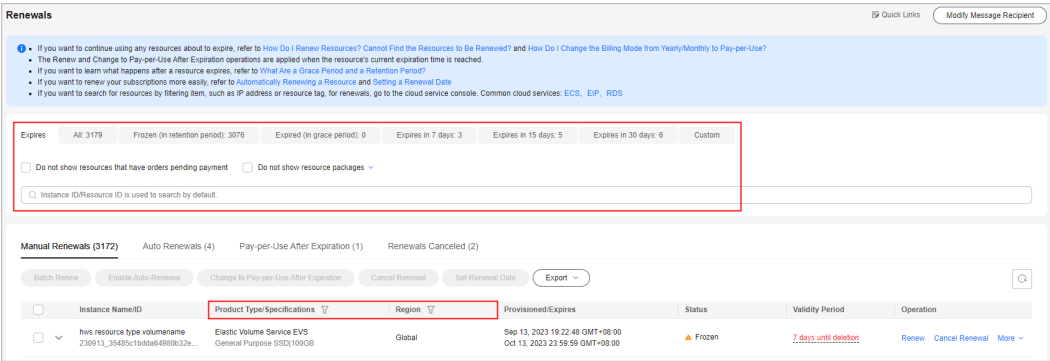 Renewals
Quick Links
Modify Message Recipient
If you want to continue using any resources about to expire, refer to How Do I Renew Resources? Cannot Find the Resources to Be Renewed? and How Do I Change the Billing Mode from Yearly/Monthly to Pay-per-Use?
The Renew and Change to Pay-per-Use After Expiration operations are applied when the resource's current expiration time is reached.
If you want to learn what happens after a resource expires, refer to What Are a Grace Period and a Retention Period?
If you want to renew your subscriptions more easily, refer to Automatically Renewing a Resource and Setting a Renewal Date
If you want to search for resources by filtering item, such as IP address or resource tag, for renewals, go to the cloud service console. Common cloud services: ECS、EIP、RDS
Expires All: 3179 Frozen (in retention period): 3076 Expired (in grace period): 0 Expires in 7 days: 3 Expires in 15 days: 5 Expires in 30 days: 6 Custom
Do not show resources that have orders pending payment Do not show resource packages
Instance ID/Resource ID is used to search by default.
Manual Renewals (3172) Auto Renewals (4) Pay-per-Use After Expiration (1) Renewals Canceled (2)
Batch Renew Enable Auto-Renewal Change to Pay-per-Use After Expiration Cancel Renewal Set Renewal Date Export
Instance Name/ID Product Type/Specifications Region Provisioned/Expires Status Validity Period Operation
hws.resource.type.volumename Elastic Volume Service EVS Global Sep 13, 2023 19:22:48 GMT+08:00 Frozen 7 days until deletion Renew Cancel Renewal More
230913_35485c1bdda64980b32e... General Purpose SSD|100GB Oct 13, 2023 23:59:59 GMT+08:00